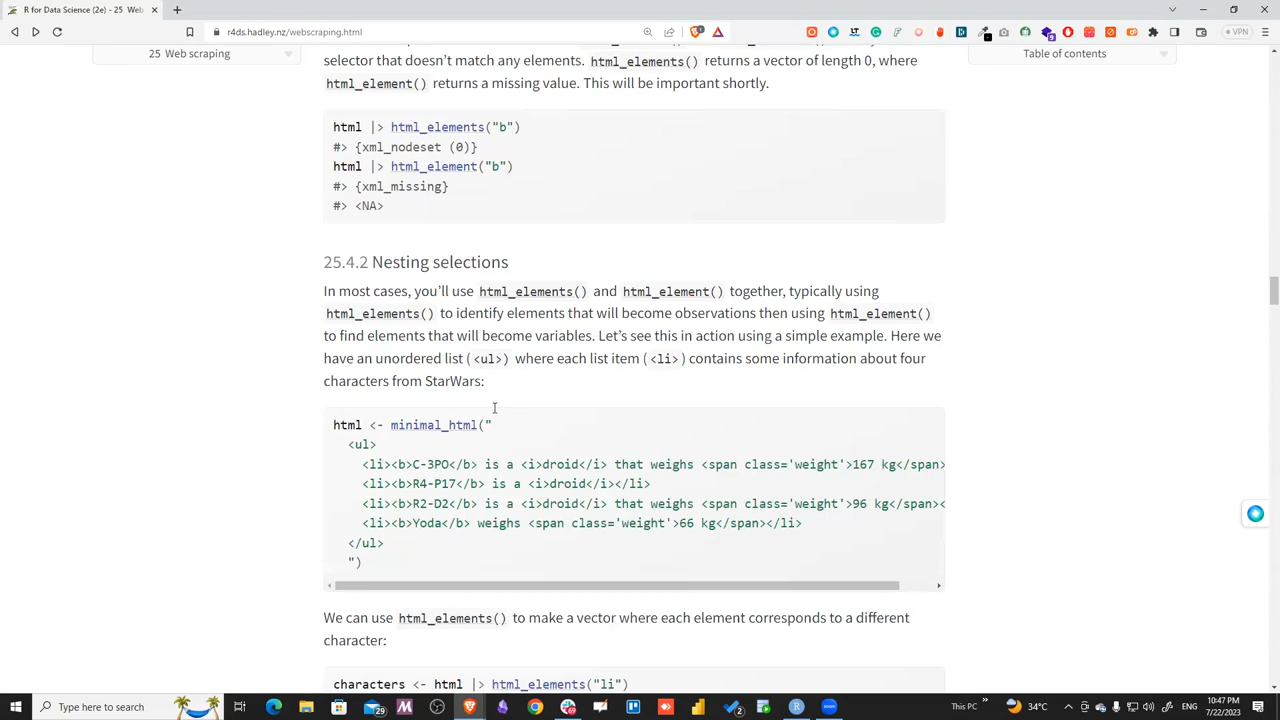 R for Data Science (2e) - 25 Web
r4ds.hadley.nz/webscraping.html
VPN
25 Web scraping
Table of contents
selector that doesn't match any elements. html_elements() returns a vector of length 0, where
html_element() returns a missing value. This will be important shortly.
html |> html_elements("b")
#> {xml_nodeset (0)}
html |> html_element("b")
#> {xml_missing}
#> <NA>
25.4.2 Nesting selections
In most cases, you'll use html_elements() and html_element() together, typically using
html_elements() to identify elements that will become observations then using html_element()
to find elements that will become variables. Let's see this in action using a simple example. Here we
have an unordered list (<ul>) where each list item (<li>) contains some information about four
characters from StarWars:
html <- minimal_html("
<ul>
<li><b>C-3PO</b> is a <i>droid</i> that weighs <span class='weight'>167 kg</span>
<li><b>R4-P17</b> is a <i>droid</i></li>
<li><b>R2-D2</b> is a <i>droid</i> that weighs <span class='weight'>96 kg</span><
<li><b>Yoda</b> weighs <span class='weight'>66 kg</span></li>
</ul>
")
We can use html_elements() to make a vector where each element corresponds to a different
character:
characters <- html |> html_elements("li")
Type here to search
29
2
This PC
34°C
10:47 PM
7/22/2023